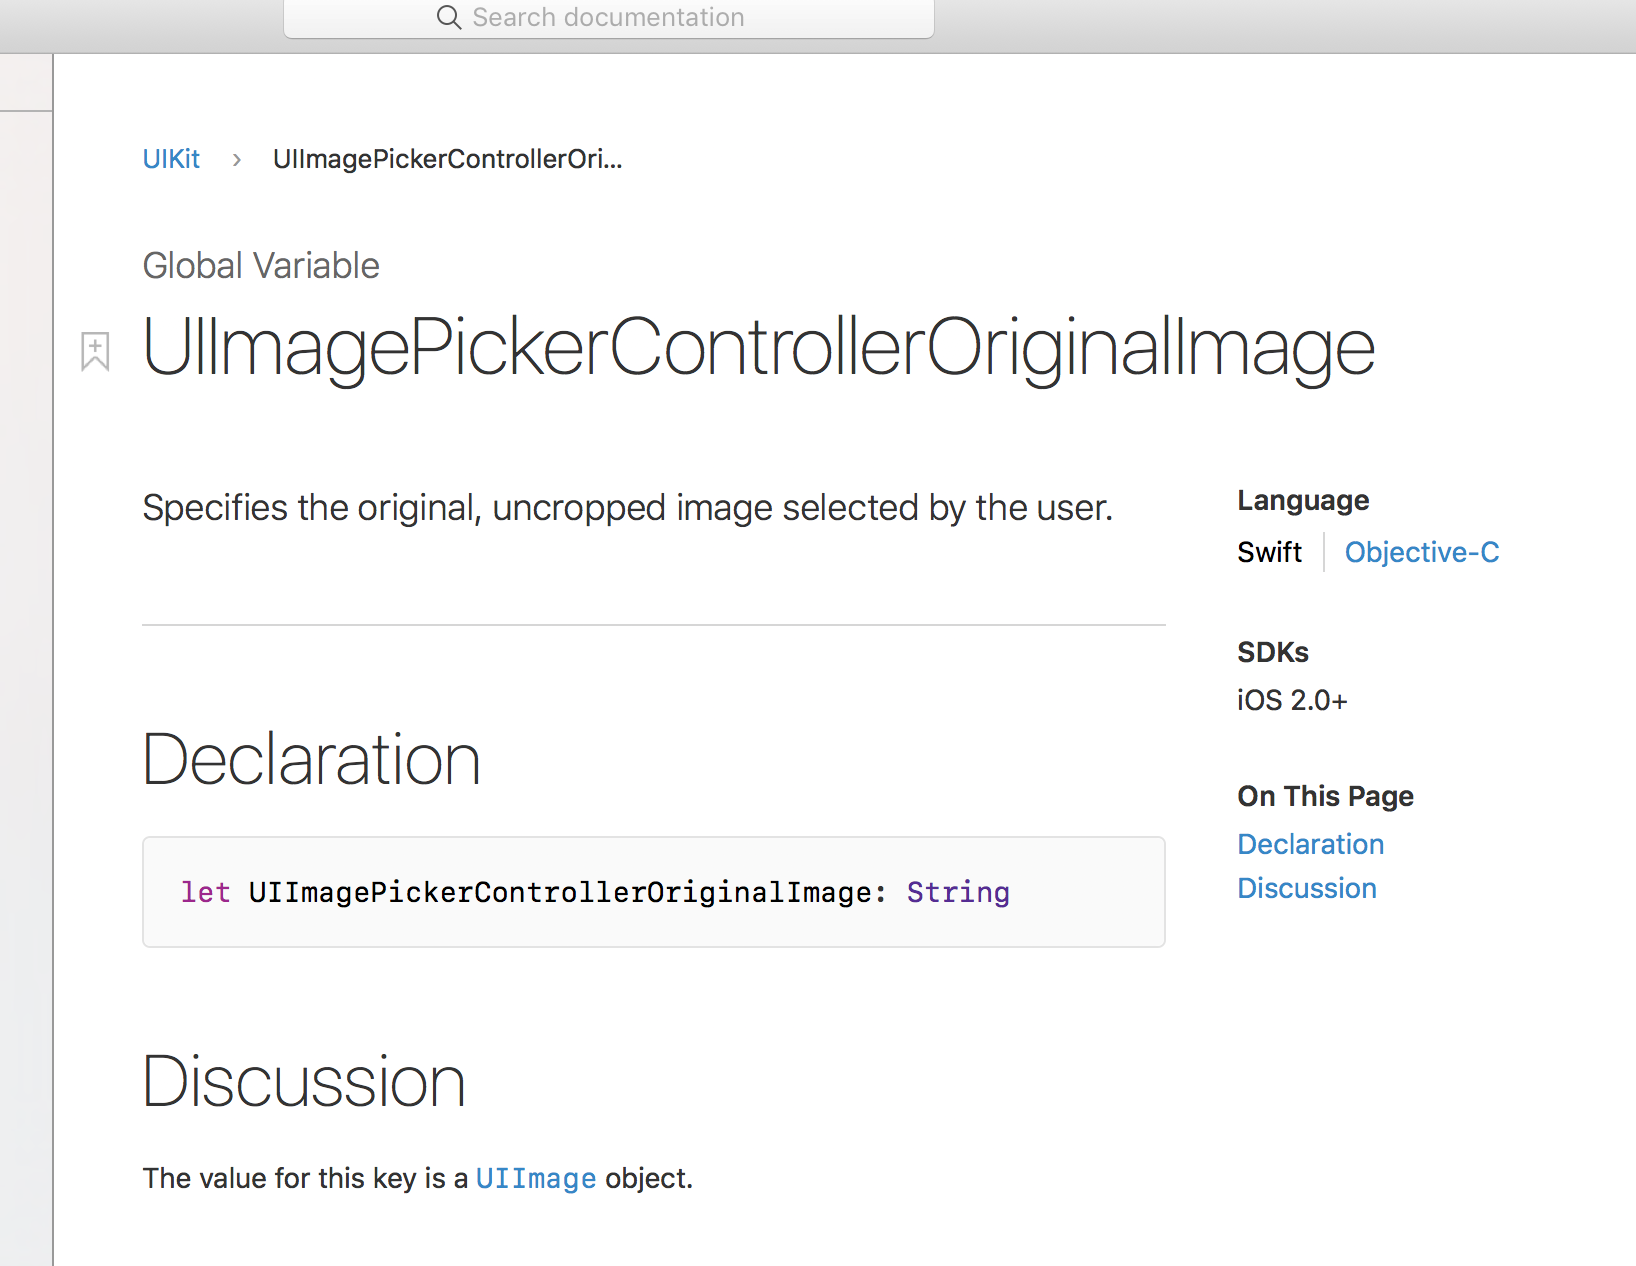 Search documentation
UIKit › UIImagePickerControllerOri...
Global Variable
UIImagePickerControllerOriginalImage
Specifies the original, uncropped image selected by the user.
Language
Swift Objective-C
SDKs
iOS 2.0+
On This Page
Declaration
Discussion
Declaration
let UIImagePickerControllerOriginalImage: String
Discussion
The value for this key is a UIImage object.